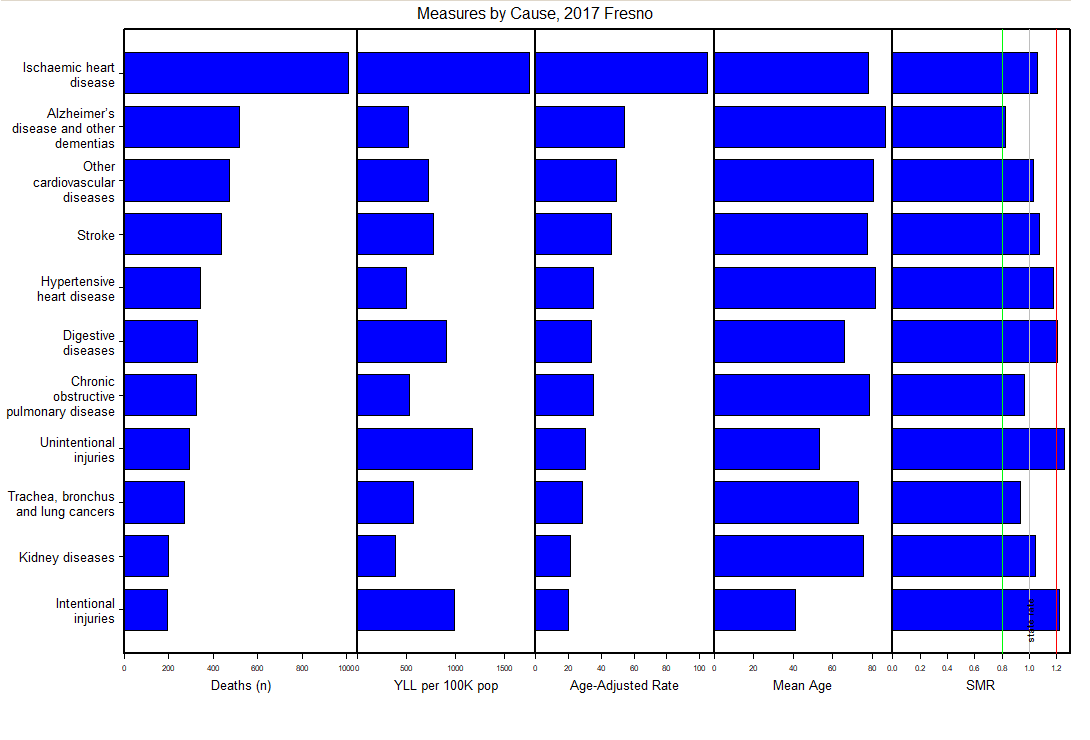 Measures by Cause, 2017 Fresno
Ischaemic heart
disease
Alzheimer's
disease and other
dementias
Other
cardiovascular
diseases
Stroke
Hypertensive
heart disease
Digestive
diseases
Chronic
obstructive
pulmonary disease
Unintentional
injuries
Trachea, bronchus
and lung cancers
Kidney diseases
Intentional
injuries
0 200 400 600 800 1000
0 500 1000 1500
0 20 40 60 80 100
0 20 40 60 80
0.0 0.2 0.4 0.6 0.8 1.0 1.2
Deaths (n)
YLL per 100K pop
Age-Adjusted Rate
Mean Age
SMR